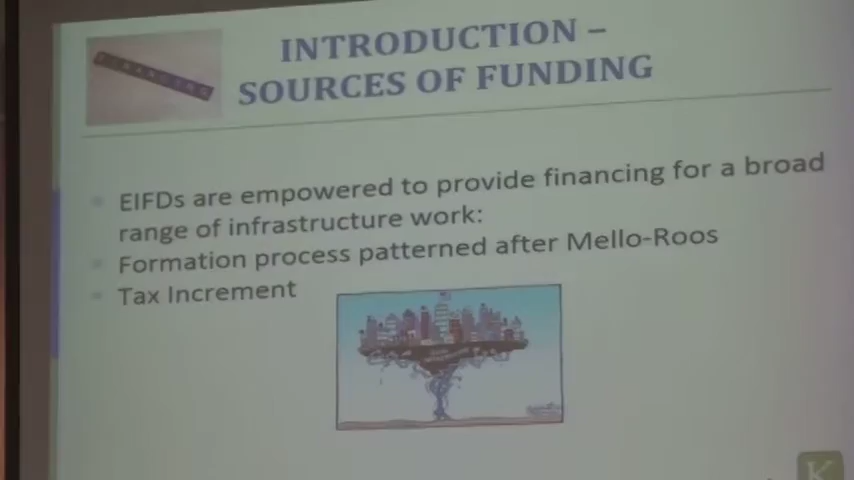 INTRODUCTION –
SOURCES OF FUNDING
FINANCING
EIFDs are empowered to provide financing for a broad
range of infrastructure work:
Formation process patterned after Mello-Roos
Tax Increment
K